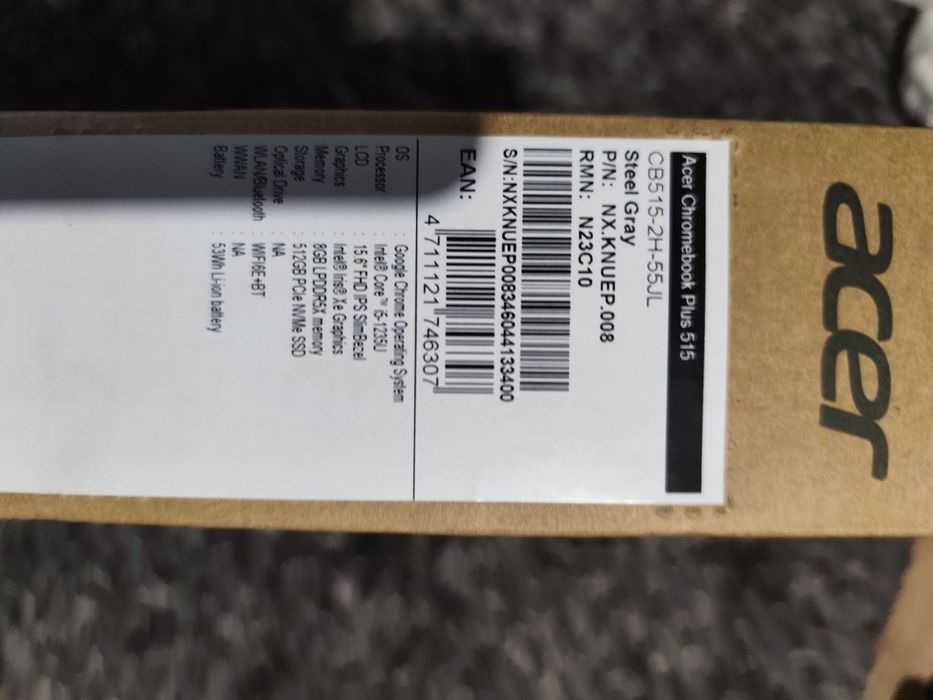 acer
Acer Chromebook Plus 515
CB515-2H-55JL
Steel Gray
P/N: NX.KNUEP.008
RMN: N23C10
S/N:NXKNUEP008346044133400
EAN:
4 711121 746307
OS : Google Chrome Operating System
Processor : Intel® Core™ i5-1235U
LCD : 15.6" FHD IPS SlimBezel
Graphics : Intel® Iris® Xe Graphics
Memory : 8GB LPDDR5X memory
Storage : 512GB PCIe NVMe SSD
Optical Drive : NA
WLAN/Bluetooth : WIFI6E+BT
WWAN : NA
Battery : 53Wh Li-ion battery